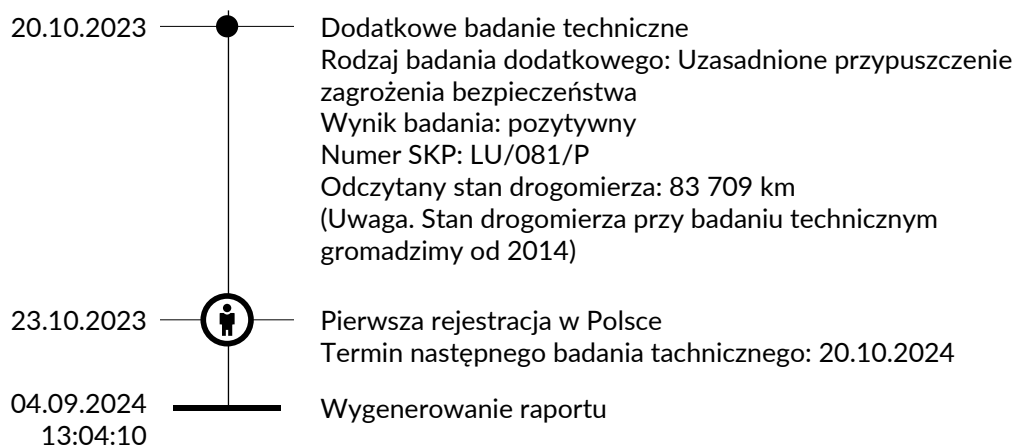 20.10.2023
Dodatkowe badanie techniczne
Rodzaj badania dodatkowego: Uzasadnione przypuszczenie
zagrożenia bezpieczeństwa
Wynik badania: pozytywny
Numer SKP: LU/081/P
Odczytany stan drogomierza: 83 709 km
(Uwaga. Stan drogomierza przy badaniu technicznym
gromadzimy od 2014)
23.10.2023
Pierwsza rejestracja w Polsce
Termin następnego badania tachnicznego: 20.10.2024
04.09.2024
13:04:10
Wygenerowanie raportu